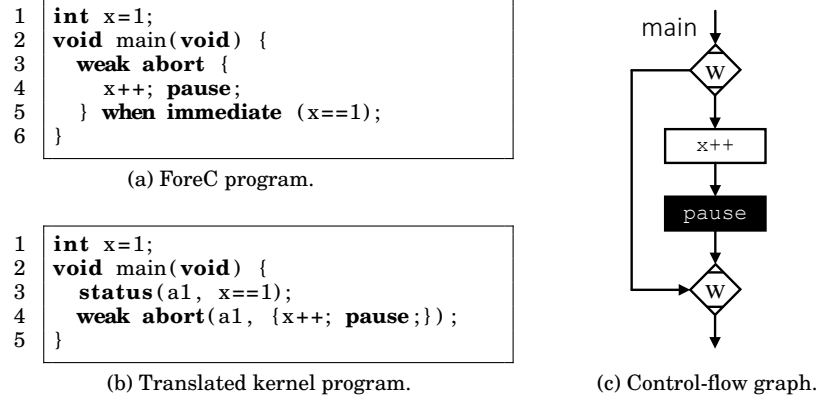 1 int x=1;
2 void main(void) {
3 weak abort {
4 x++; pause;
5 } when immediate (x==1);
6 }
(a) ForeC program.
1 int x=1;
2 void main(void) {
3 status(a1, x==1);
4 weak abort(a1, {x++; pause;});
5 }
(b) Translated kernel program.
main
w
x++
pause
w
(c) Control-flow graph.